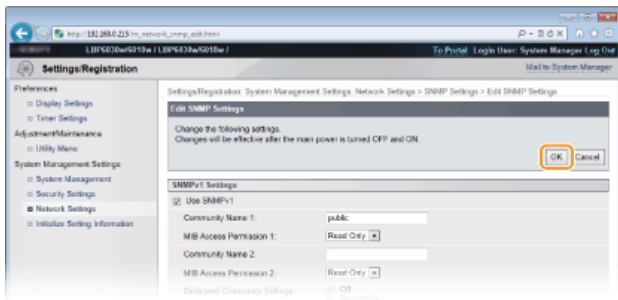 http://192.168.0.215/m_network_snmp_edit.html
LBP6030w/6018w / LBP6030w/6018w /
To Portal Login User: System Manager Log Out
Settings/Registration
Mail to System Manager
Preferences
Settings/Registration: System Management Settings: Network Settings > SNMP Settings > Edit SNMP Settings
Display Settings
Timer Settings
Edit SNMP Settings
Adjustment/Maintenance
Change the following settings.
Changes will be effective after the main power is turned OFF and ON.
Utility Menu
System Management Settings
OK Cancel
System Management
Security Settings
SNMPv1 Settings
Network Settings
Use SNMPv1
Initialize Setting Information
Community Name 1: public
MIB Access Permission 1: Read Only
Community Name 2:
MIB Access Permission 2: Read Only
Dedicated Community Settings: Off